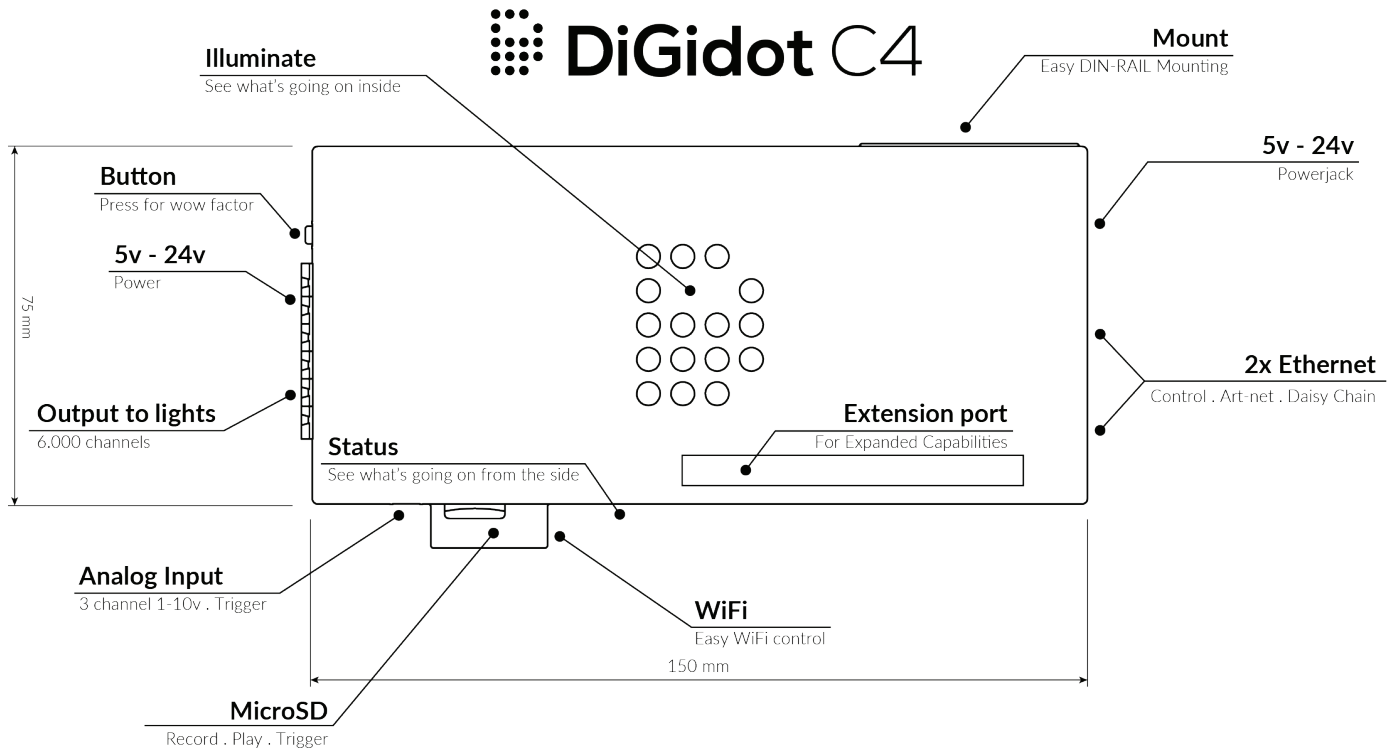 DiGidot C4
Illuminate
See what's going on inside
Mount
Easy DIN-RAIL Mounting
Button
Press for wow factor
5v - 24v
Powerjack
5v - 24v
Power
75 mm
2x Ethernet
Control . Art-net . Daisy Chain
Output to lights
6.000 channels
Extension port
For Expanded Capabilities
Status
See what's going on from the side
Analog Input
3 channel 1-10v . Trigger
WiFi
Easy WiFi control
150 mm
MicroSD
Record . Play . Trigger